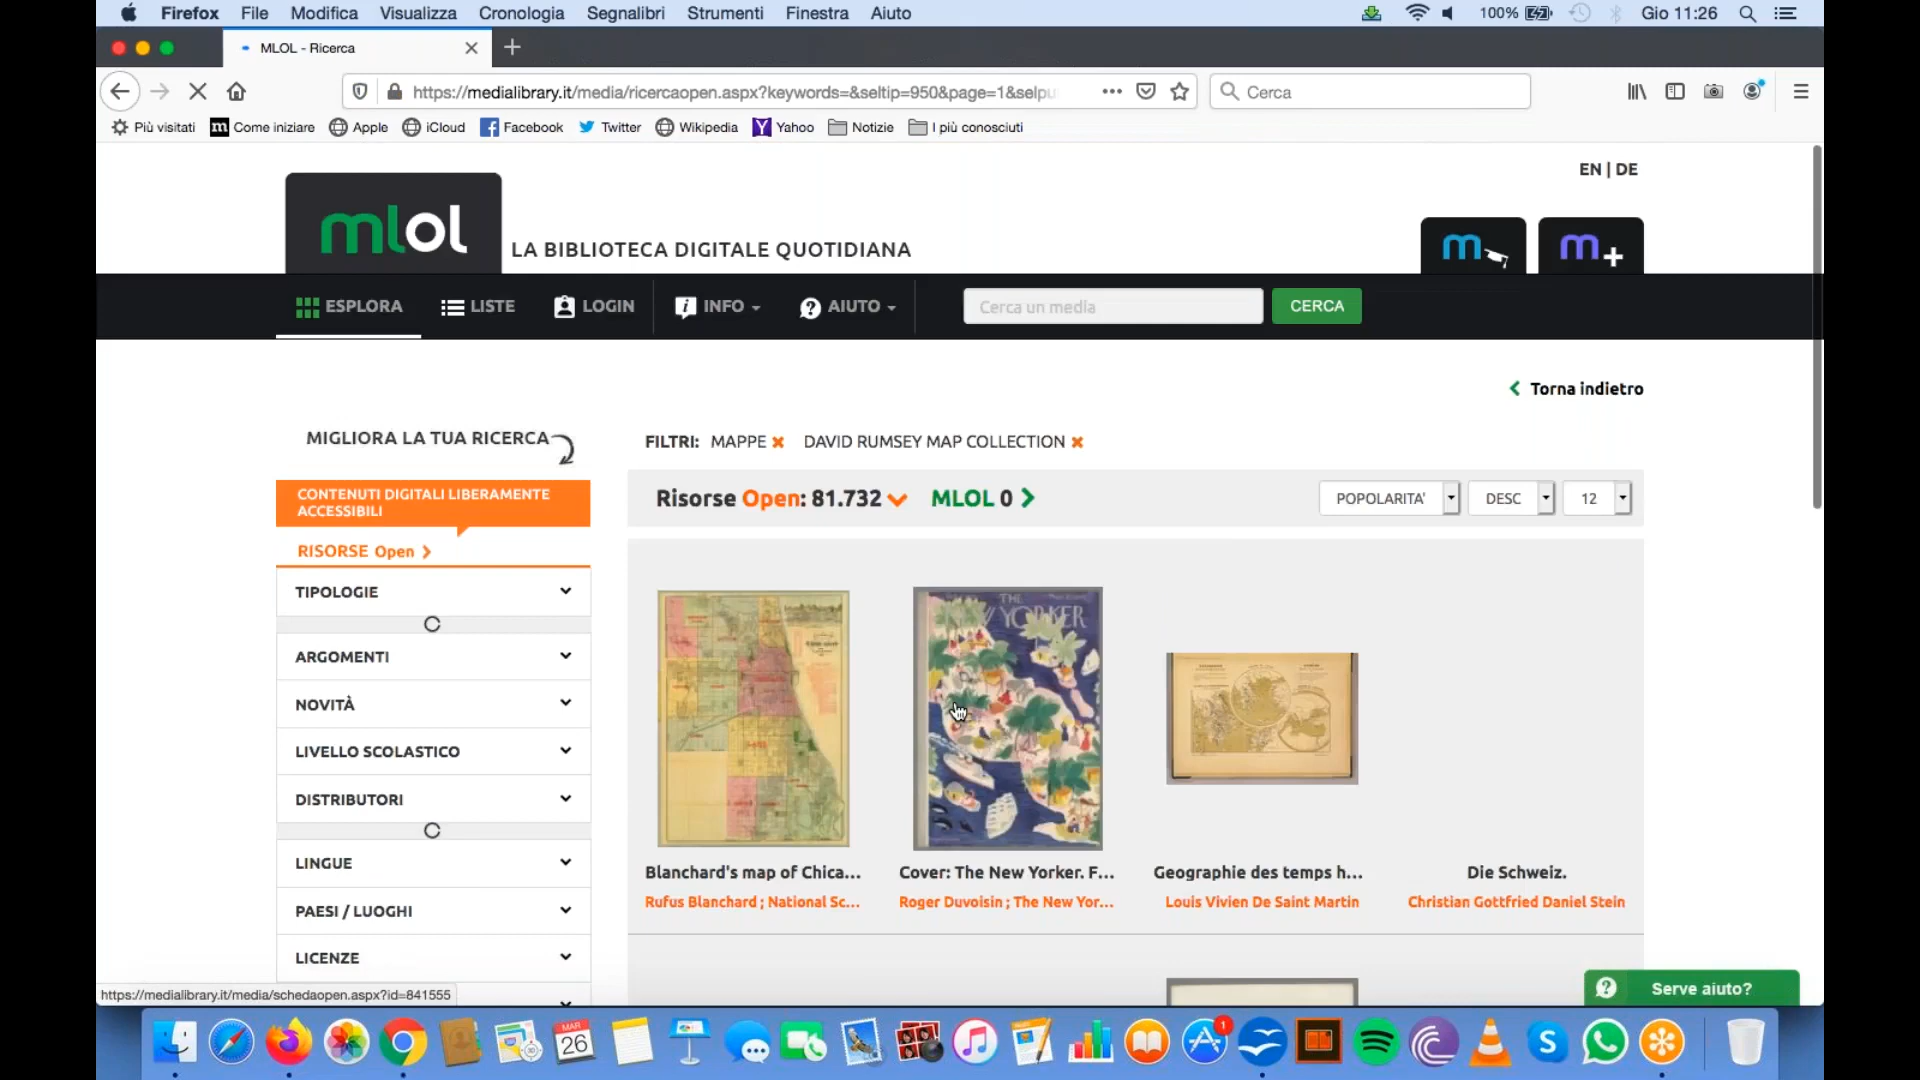 Firefox File Modifica Visualizza Cronologia Segnalibri Strumenti Finestra Aiuto 100% Gio 11:26
MLOL - Ricerca
https://medialibrary.it/media/ricercaopen.aspx?keywords=&seltip=950&page=1&selpu Cerca
Più visitati Come iniziare Apple iCloud Facebook Twitter Wikipedia Yahoo Notizie I più conosciuti
EN | DE
mlol LA BIBLIOTECA DIGITALE QUOTIDIANA m m+
ESPLORA LISTE LOGIN INFO AIUTO Cerca un media CERCA
Torna indietro
MIGLIORA LA TUA RICERCA
FILTRI: MAPPE DAVID RUMSEY MAP COLLECTION
CONTENUTI DIGITALI LIBERAMENTE
ACCESSIBILI
Risorse Open: 81.732 MLOL 0 POPOLARITA' DESC 12
RISORSE Open
TIPOLOGIE
ARGOMENTI
NOVITÀ
LIVELLO SCOLASTICO
DISTRIBUTORI
LINGUE
PAESI / LUOGHI
LICENZE
THE
NEW YORKER
Blanchard's map of Chica... Cover: The New Yorker. F... Geographie des temps h... Die Schweiz.
Rufus Blanchard ; National Sc... Roger Duvoisin ; The New Yor... Louis Vivien De Saint Martin Christian Gottfried Daniel Stein
https://medialibrary.it/media/schedaopen.aspx?id=841555
Serve aiuto?
MAR
26
1